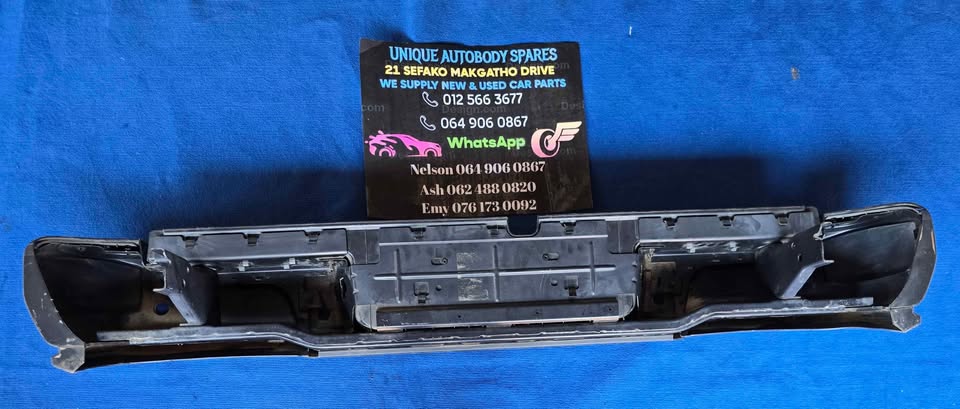 UNIQUE AUTOBODY SPARES
21 SEFAKO MAKGATHO DRIVE
WE SUPPLY NEW & USED CAR PARTS
012 566 3677
064 906 0867
WhatsApp
Nelson 064 906 0867
Ash 062 488 0820
Emy 076 173 0092